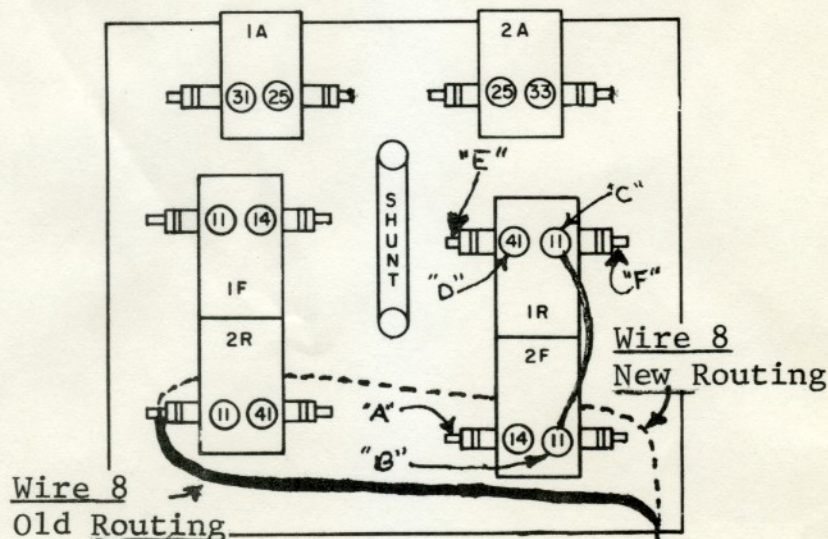 1A
2A
31 25
25 33
"E"
"C"
SHUNT
11 14
41 11
"D"
"F"
1F
1R
2R
2F
Wire 8
New Routing
"A"
11 41
14 11
"B"
Wire 8
Old Routing